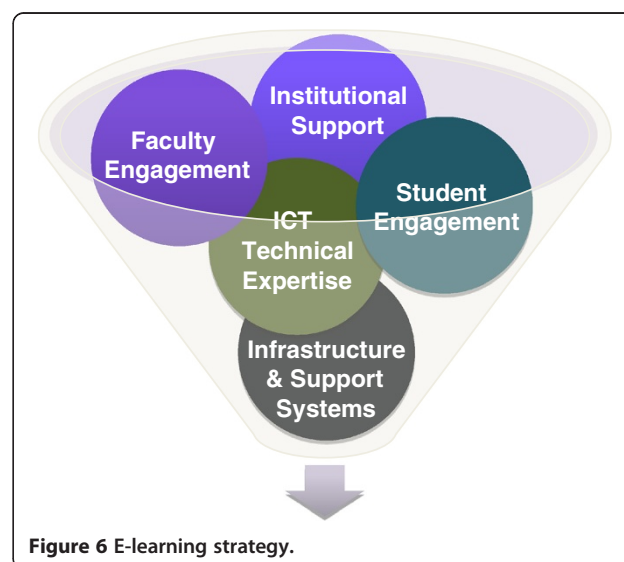 Institutional
Support
Faculty
Engagement
Student
Engagement
ICT
Technical
Expertise
Infrastructure
& Support
Systems
Figure 6 E-learning strategy.